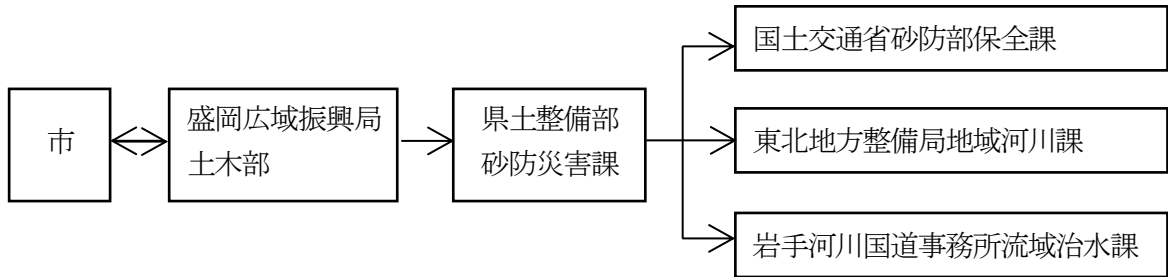 市
盛岡広域振興局
土木部
県土整備部
砂防災害課
国土交通省砂防部保全課
東北地方整備局地域河川課
岩手河川国道事務所流域治水課